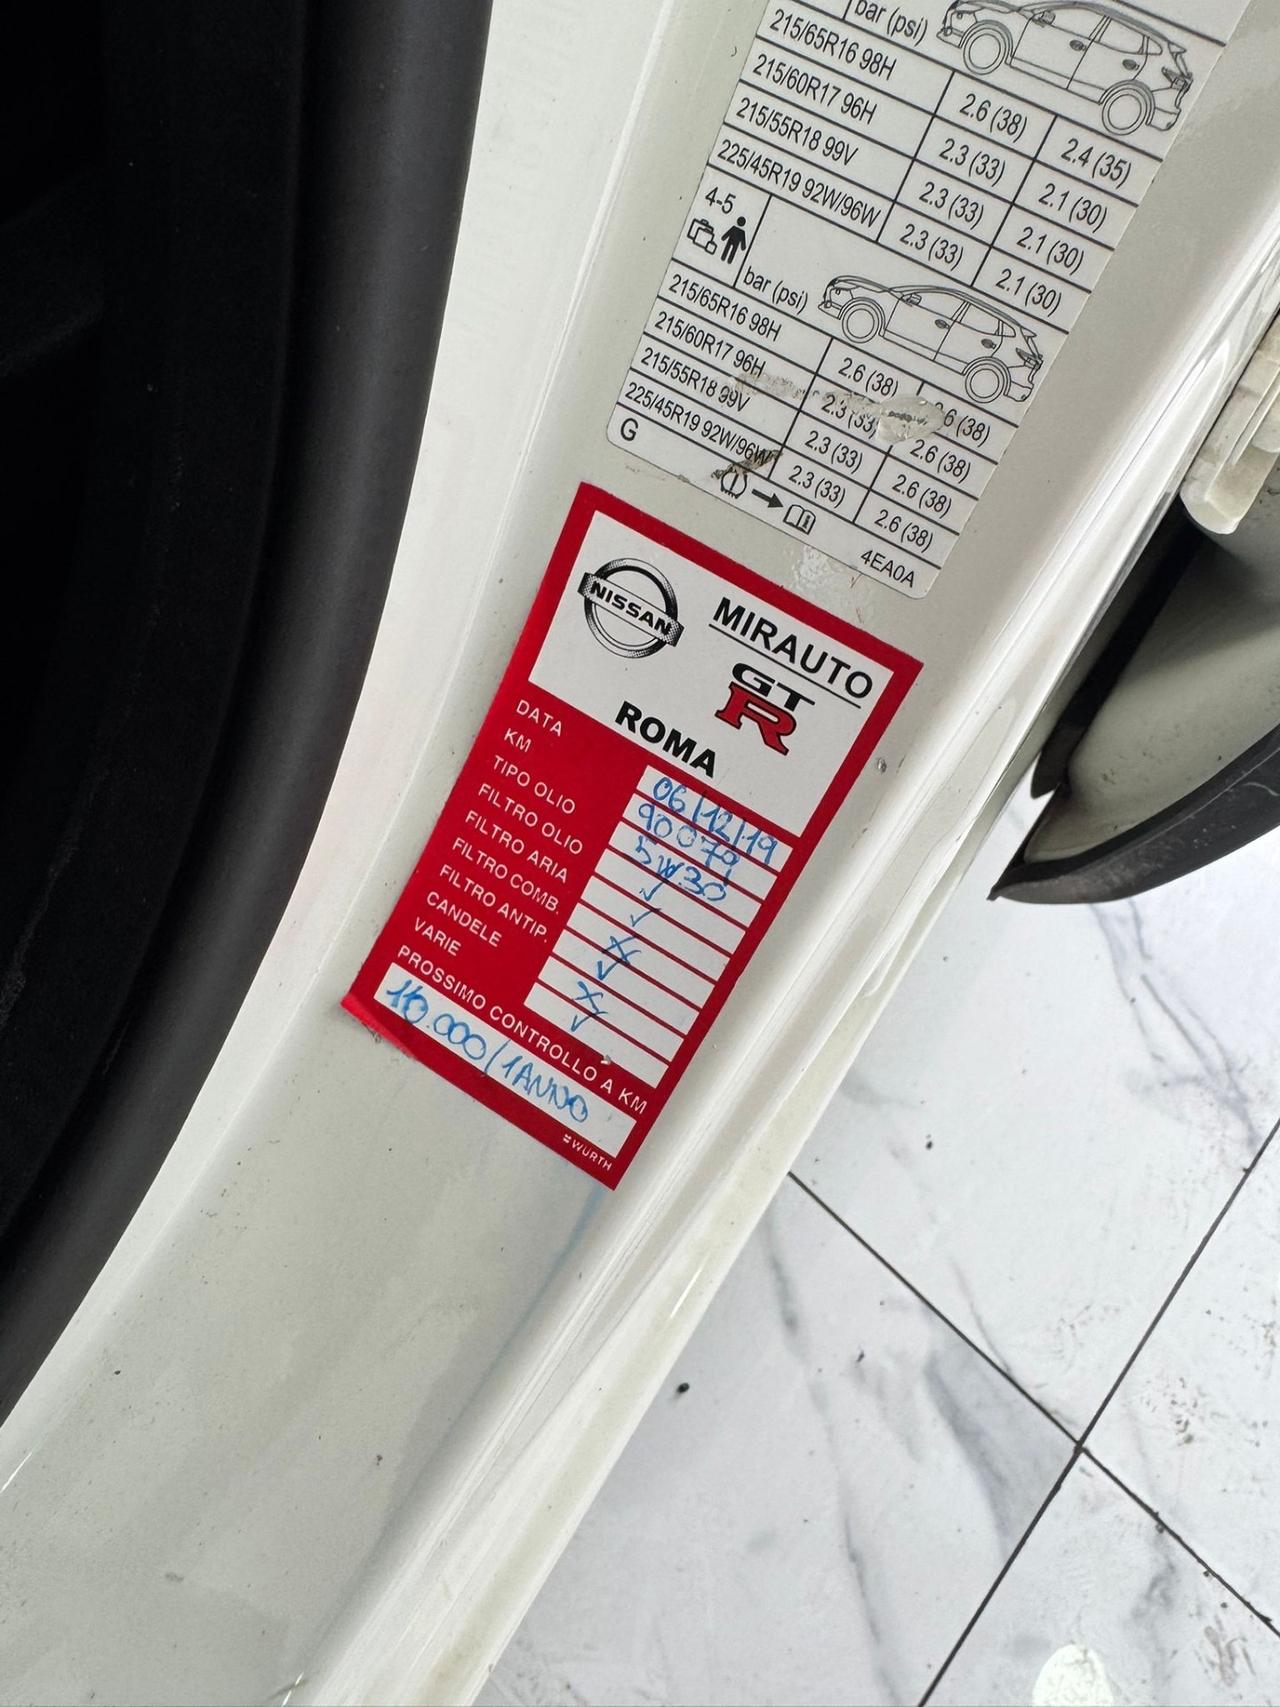 bar (psi)
215/65R16 98H 2.6 (38) 2.4 (35)
215/60R17 96H 2.3 (33) 2.1 (30)
215/55R18 99V 2.3 (33) 2.1 (30)
225/45R19 92W/96W 2.3 (33) 2.1 (30)
4-5
bar (psi)
215/65R16 98H 2.6 (38) 2.6 (38)
215/60R17 96H 2.3 (33) 2.6 (38)
215/55R18 99V 2.3 (33) 2.6 (38)
225/45R19 92W/96W 2.3 (33) 2.6 (38)
G
4EA0A
NISSAN
MIRAUTO
GT
R
ROMA
DATA 06/12/19
KM 90079
TIPO OLIO 5W30
FILTRO OLIO ✓
FILTRO ARIA ✓
FILTRO COMB. X
FILTRO ANTIP. ✓
CANDELE X
VARIE ✓
PROSSIMO CONTROLLO A KM
110.000/1ANNO
WÜRTH